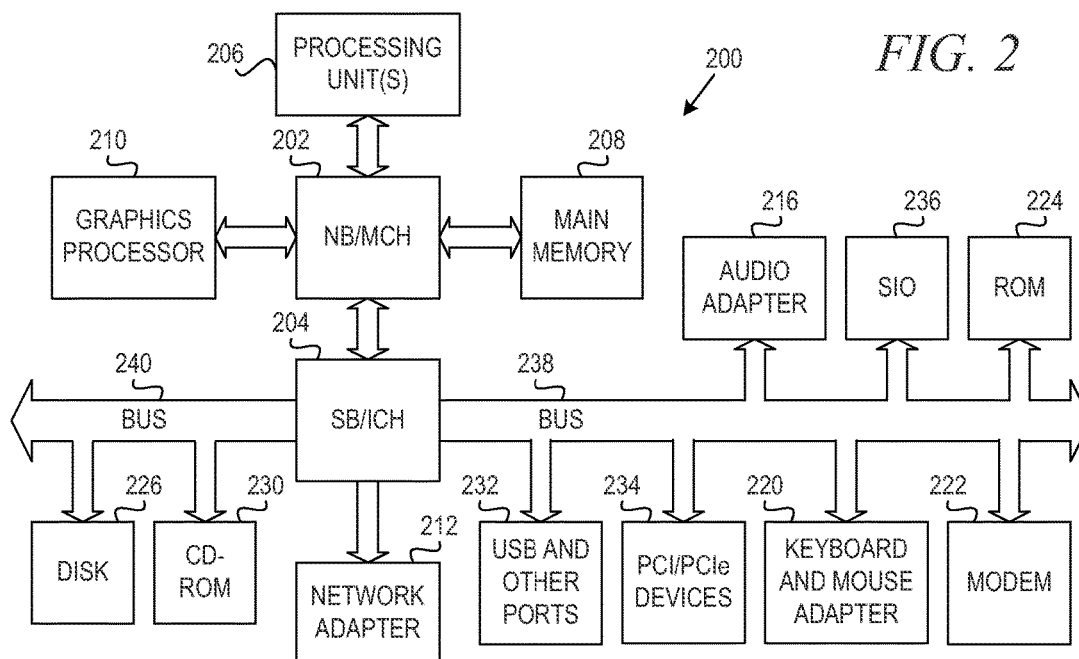 FIG. 2
200
206
PROCESSING
UNIT(S)
210
GRAPHICS
PROCESSOR
202
NB/MCH
208
MAIN
MEMORY
216
AUDIO
ADAPTER
236
SIO
224
ROM
204
SB/ICH
240
BUS
238
BUS
226
DISK
230
CD-
ROM
212
NETWORK
ADAPTER
232
USB AND
OTHER
PORTS
234
PCI/PCIe
DEVICES
220
KEYBOARD
AND MOUSE
ADAPTER
222
MODEM